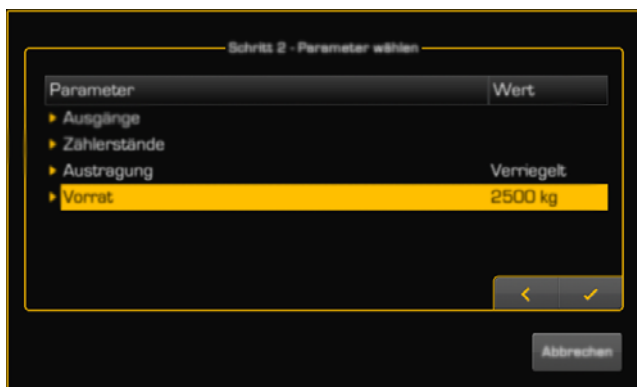 Schritt 2 - Parameter wählen
Parameter Wert
Ausgänge
Zählerstände
Austragung Verriegelt
Vorrat 2500 kg
Abbrechen